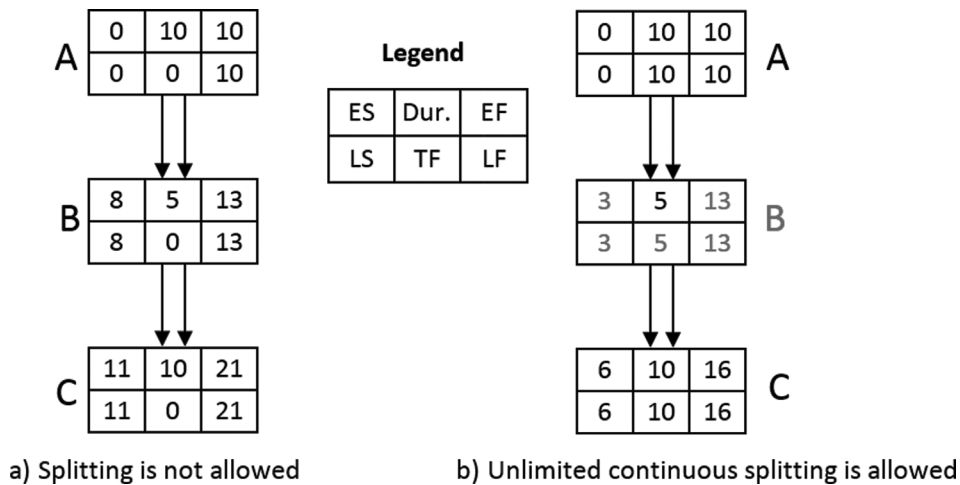 A
0 10 10
0 0 10
Legend
ES Dur. EF
LS TF LF
0 10 10
0 10 10
A
B
8 5 13
8 0 13
3 5 13
3 5 13
B
C
11 10 21
11 0 21
6 10 16
6 10 16
C
a) Splitting is not allowed
b) Unlimited continuous splitting is allowed